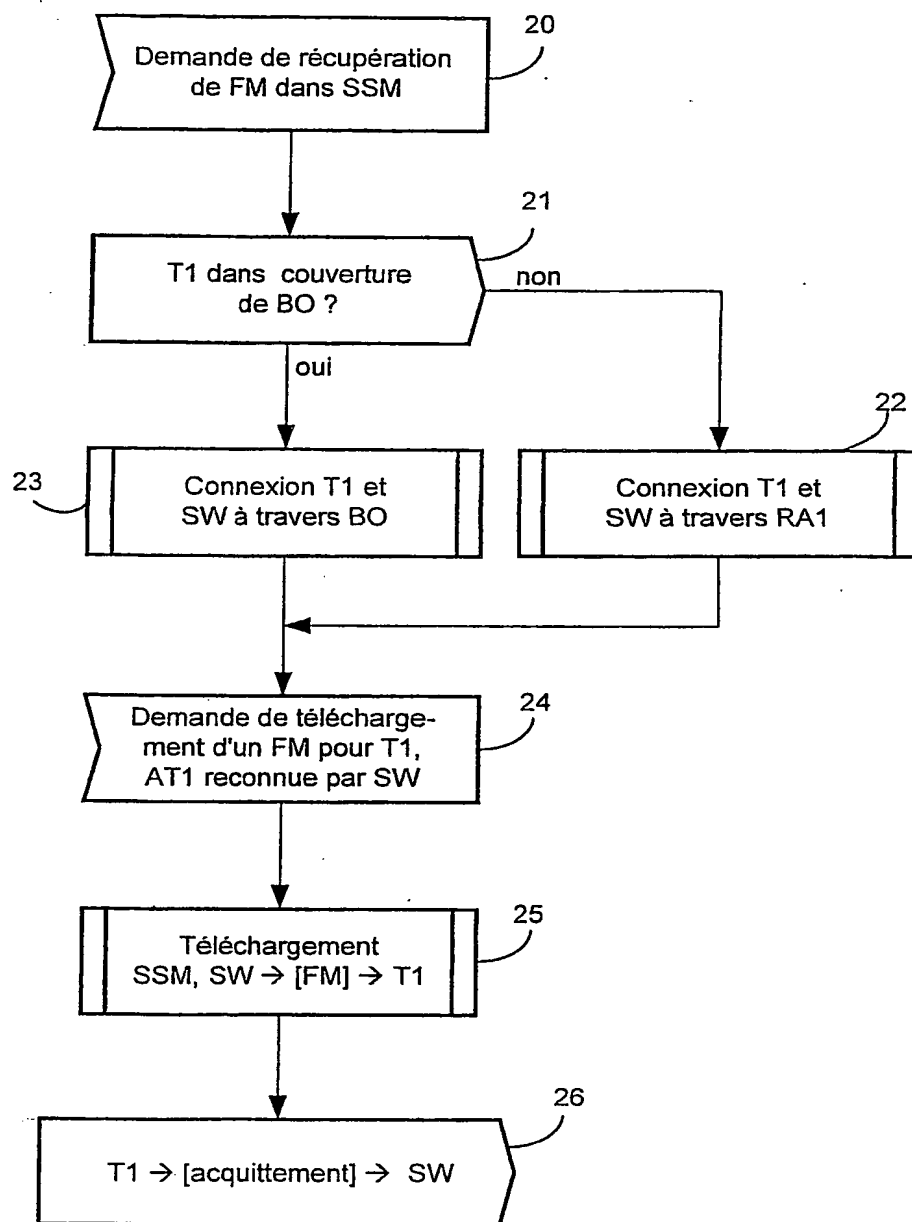 20
Demande de récupération
de FM dans SSM
21
T1 dans couverture
de BO ?
non
oui
22
23
Connexion T1 et
SW à travers BO
Connexion T1 et
SW à travers RA1
24
Demande de télécharge-
ment d'un FM pour T1,
AT1 reconnue par SW
25
Téléchargement
SSM, SW → [FM] → T1
26
T1 → [acquittement] → SW